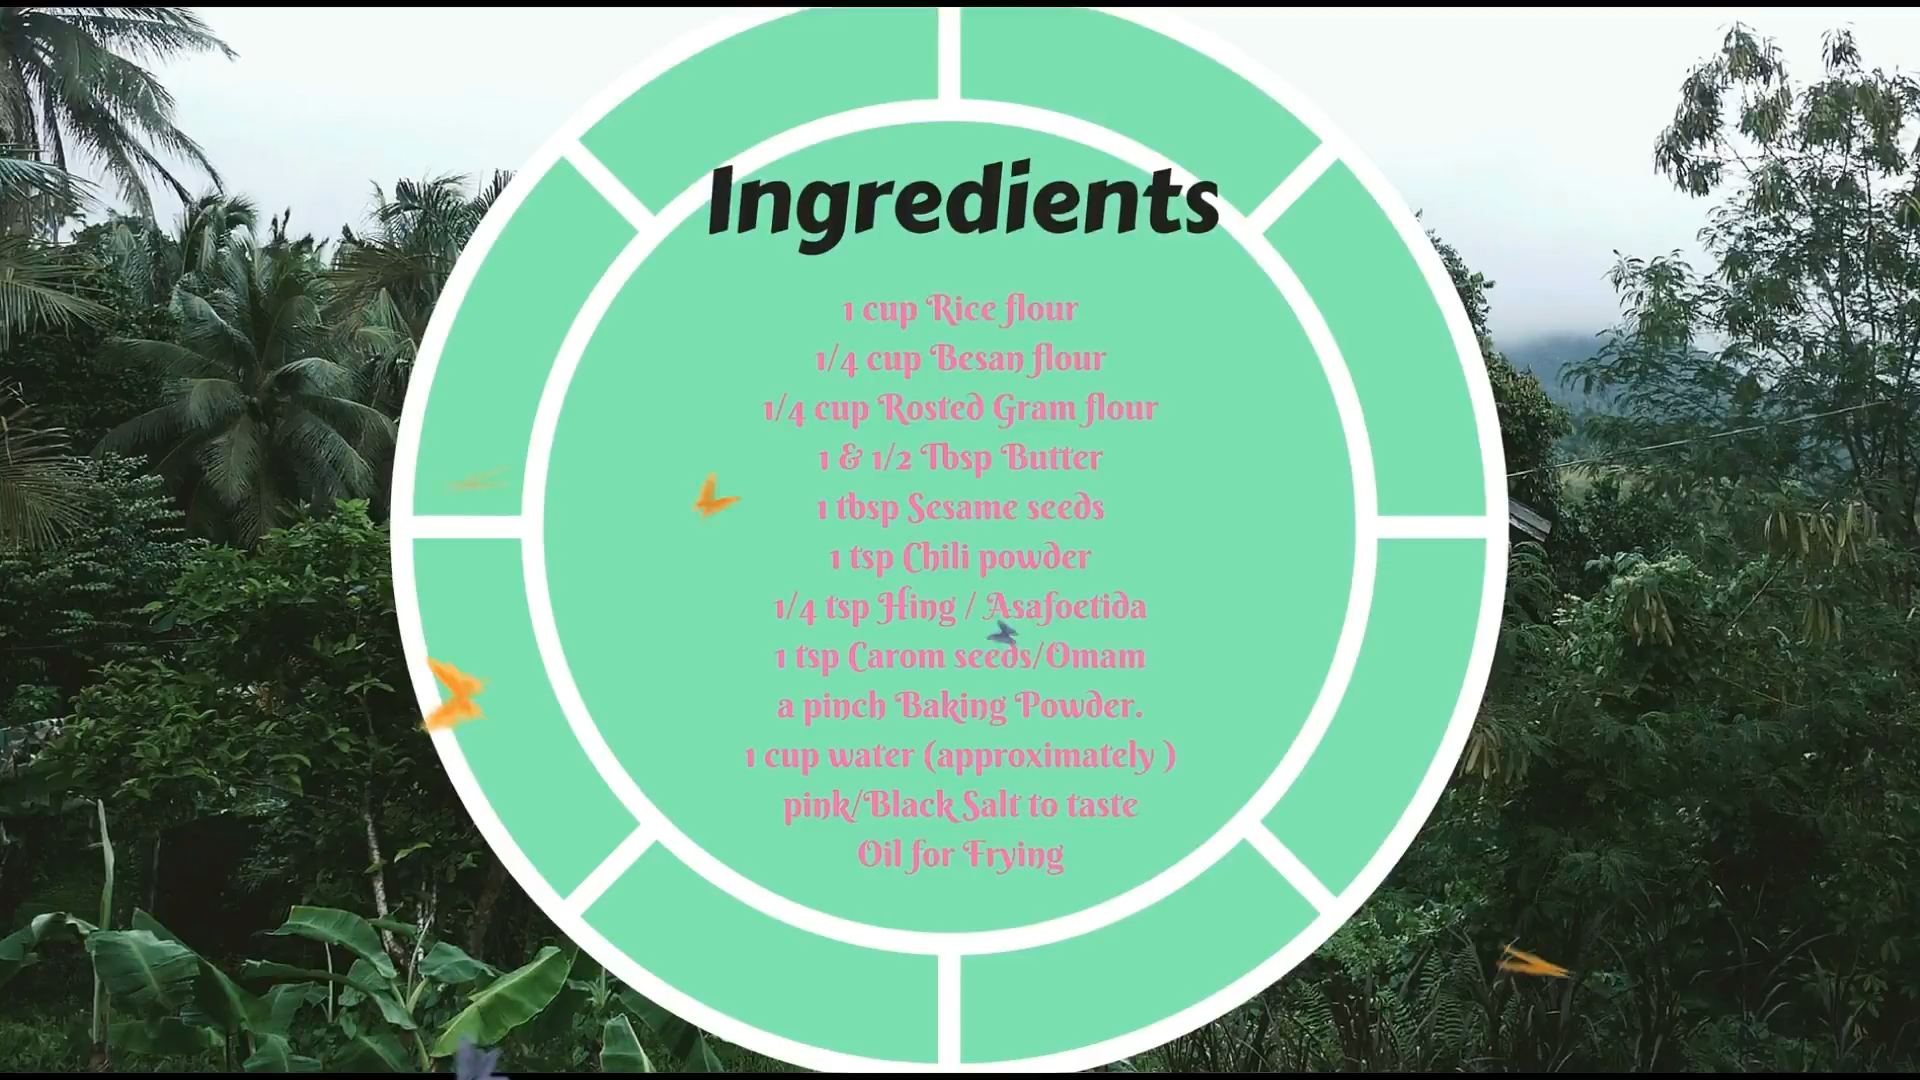 Ingredients
1 cup Rice flour
1/4 cup Besan flour
1/4 cup Rosted Gram flour
1 & 1/2 Tbsp Butter
1 tbsp Sesame seeds
1 tsp Chili powder
1/4 tsp Hing / Asafoetida
1 tsp Carom seeds/Omam
a pinch Baking Powder.
1 cup water (approximately )
pink/Black Salt to taste
Oil for Frying